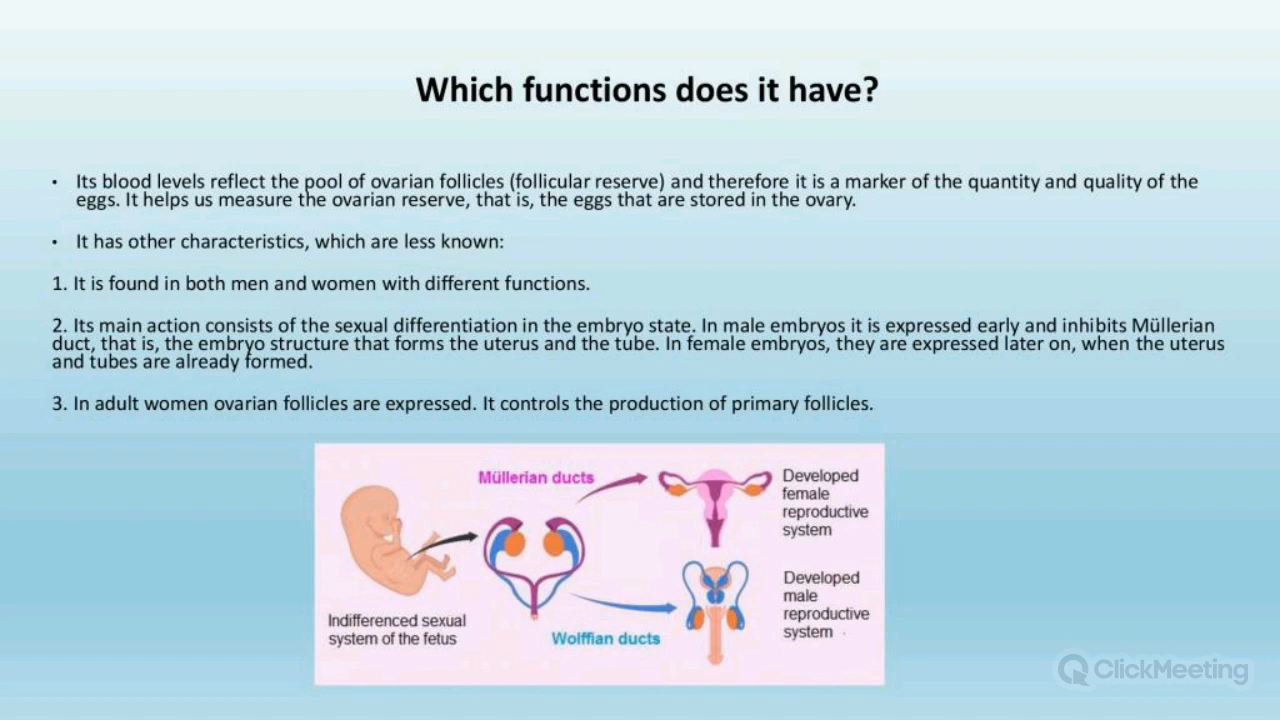 Which functions does it have?
• Its blood levels reflect the pool of ovarian follicles (follicular reserve) and therefore it is a marker of the quantity and quality of the
eggs. It helps us measure the ovarian reserve, that is, the eggs that are stored in the ovary.
• It has other characteristics, which are less known:
1. It is found in both men and women with different functions.
2. Its main action consists of the sexual differentiation in the embryo state. In male embryos it is expressed early and inhibits Müllerian
duct, that is, the embryo structure that forms the uterus and the tube. In female embryos, they are expressed later on, when the uterus
and tubes are already formed.
3. In adult women ovarian follicles are expressed. It controls the production of primary follicles.
Müllerian ducts
Developed
female
reproductive
system
Indifferenced sexual
system of the fetus
Wolffian ducts
Developed
male
reproductive
system
ClickMeeting